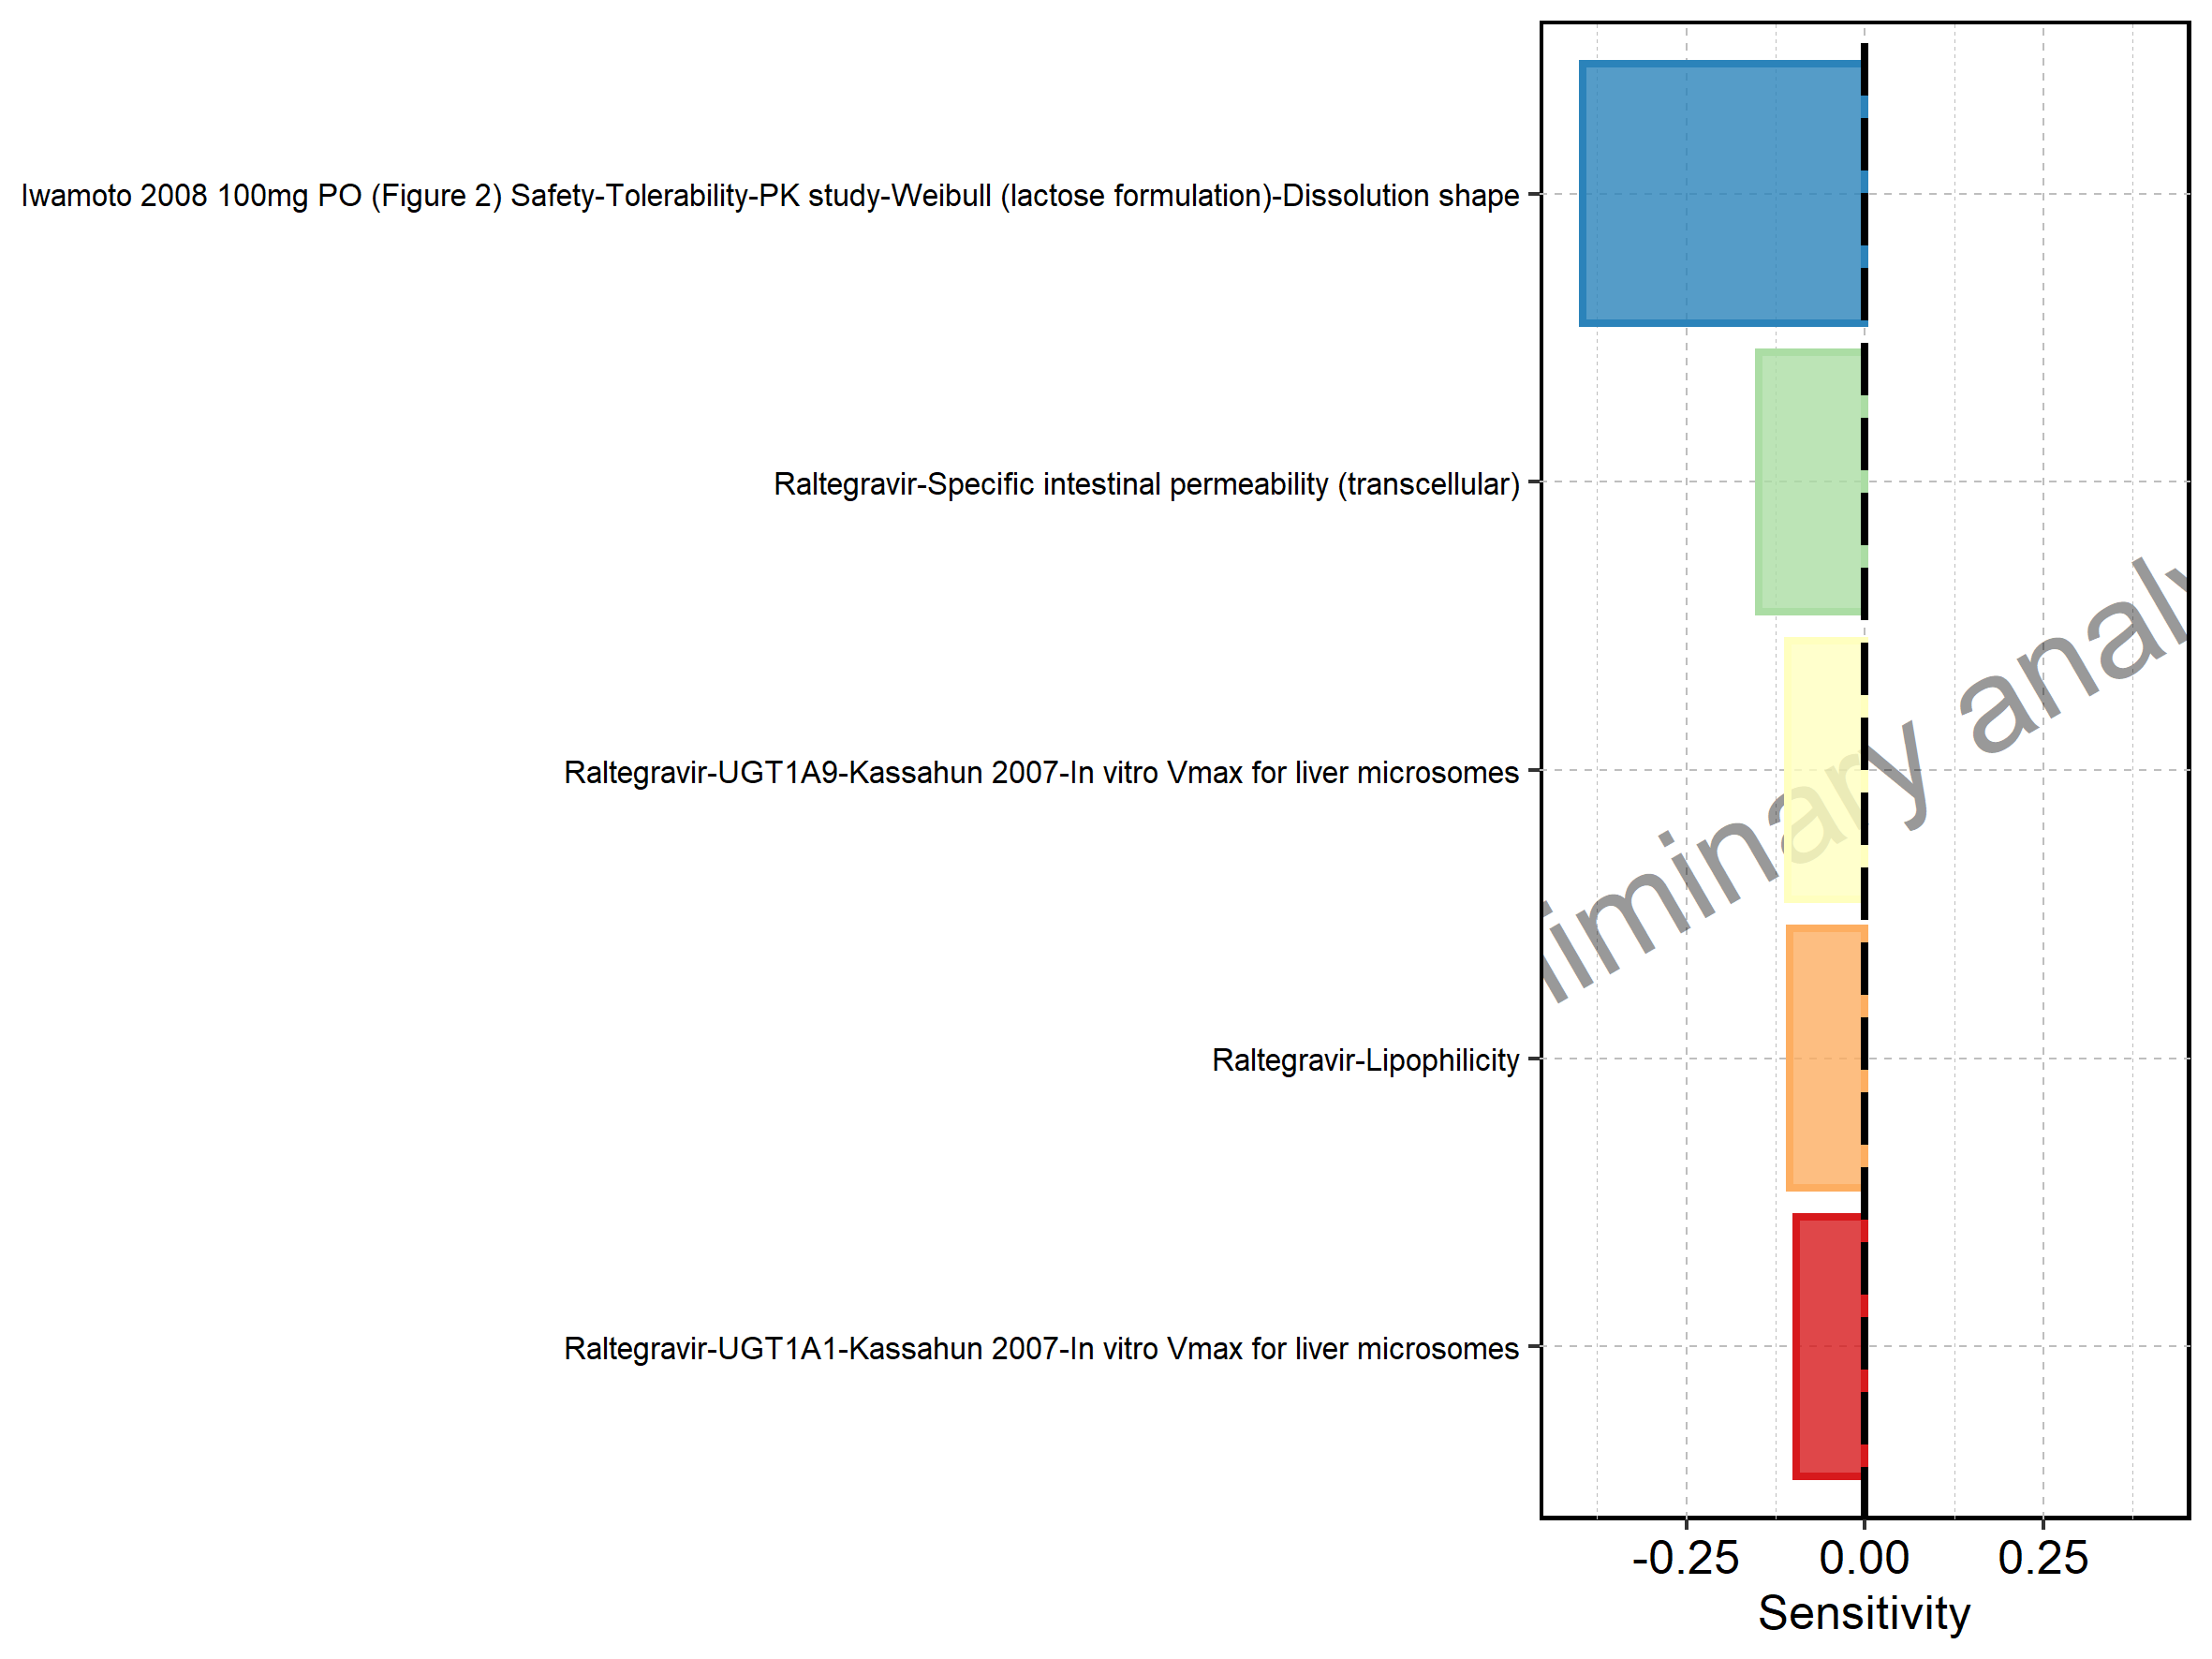 Iwamoto 2008 100mg PO (Figure 2) Safety-Tolerability-PK study-Weibull (lactose formulation)-Dissolution shape
Raltegravir-Specific intestinal permeability (transcellular)
Raltegravir-UGT1A9-Kassahun 2007-In vitro Vmax for liver microsomes
Raltegravir-Lipophilicity
Raltegravir-UGT1A1-Kassahun 2007-In vitro Vmax for liver microsomes
-0.25 0.00 0.25
Sensitivity